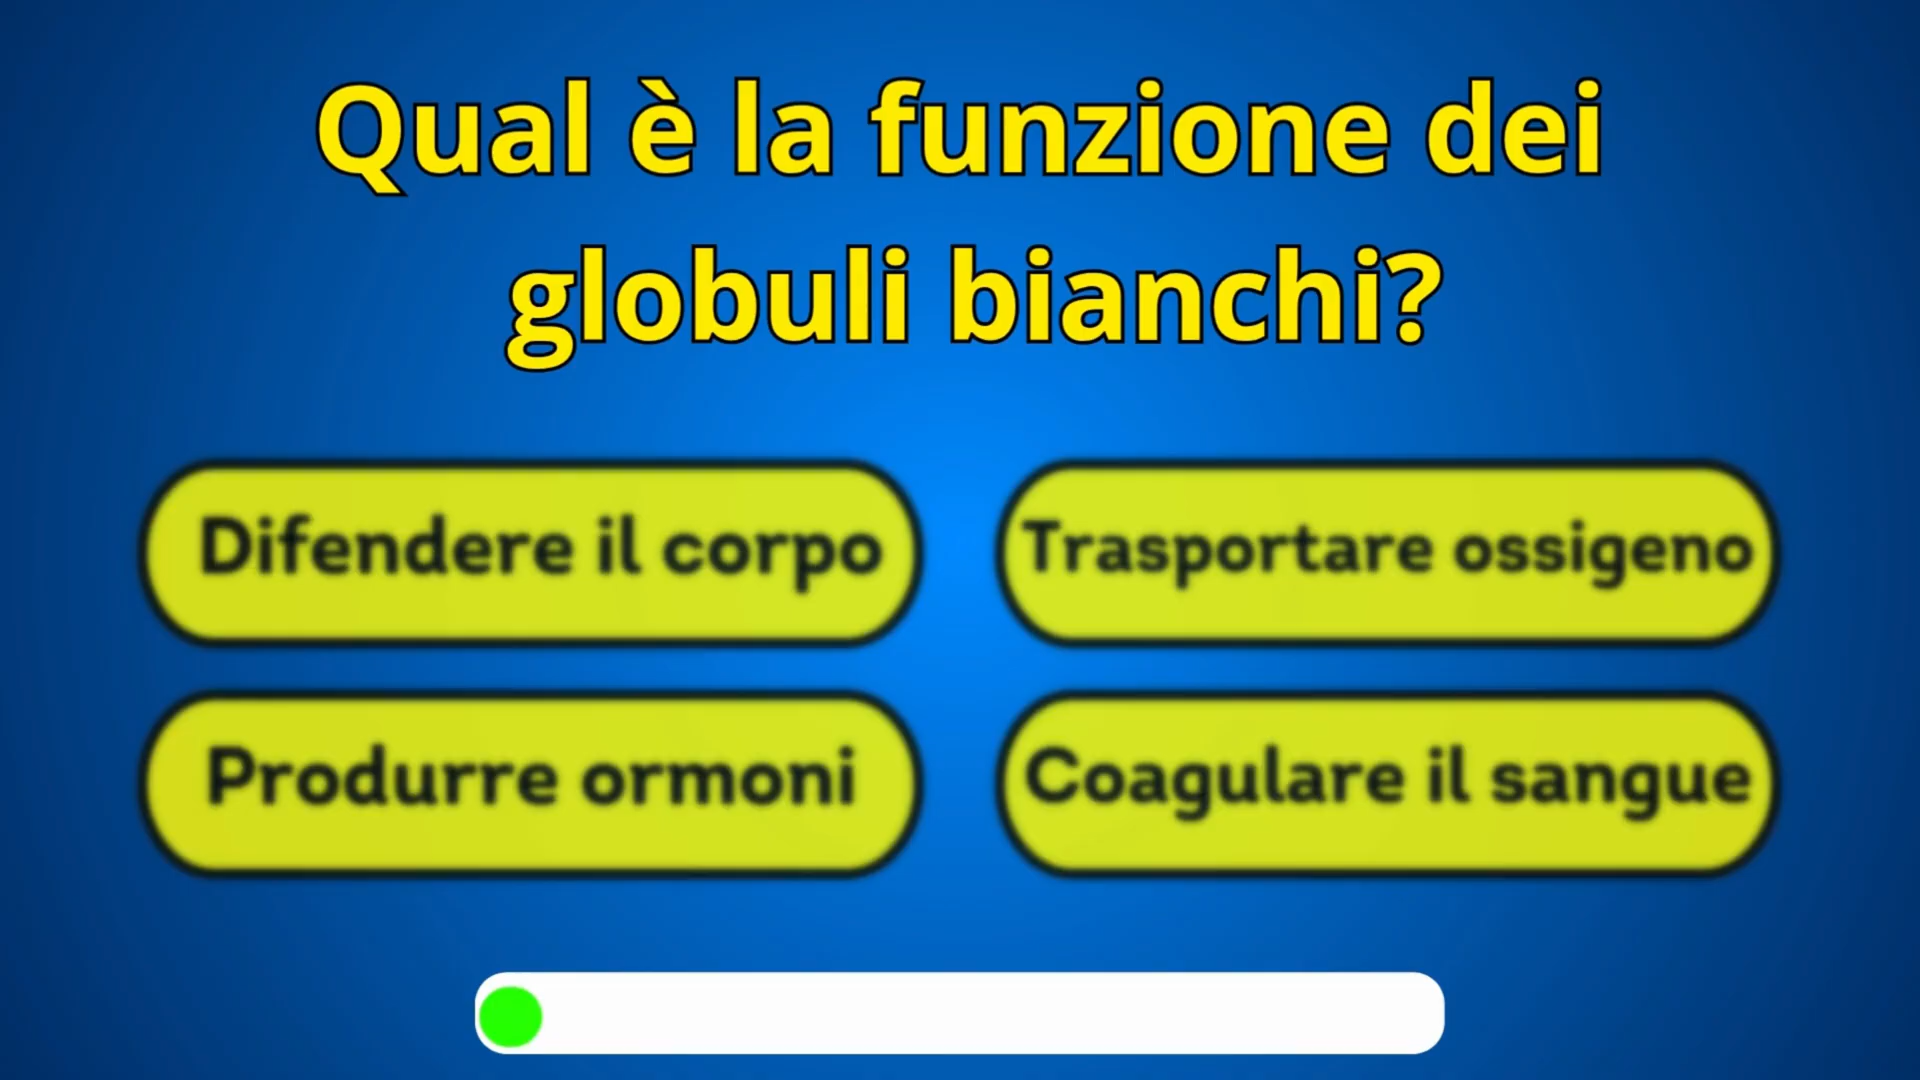 Qual è la funzione dei
globuli bianchi?
Difendere il corpo
Trasportare ossigeno
Produrre ormoni
Coagulare il sangue